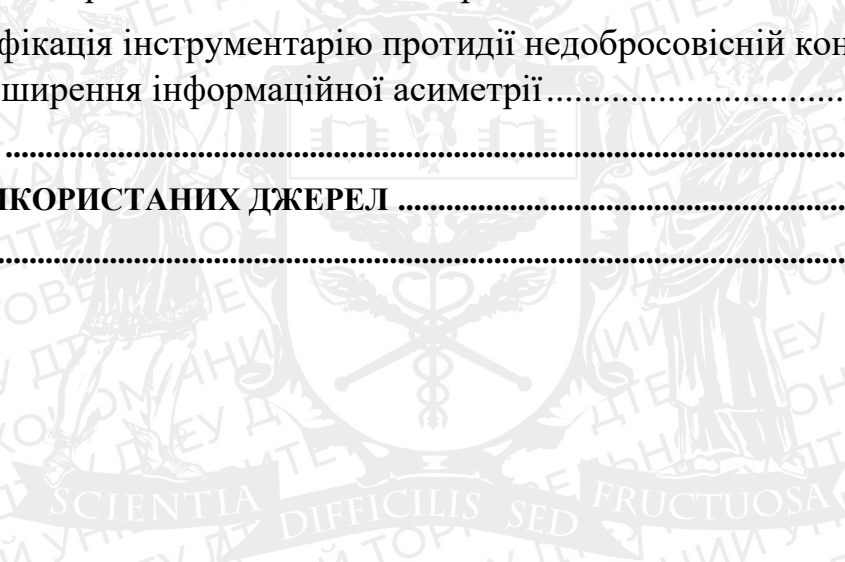 фікація інструментарію протидії недобросовісній кон
ширення інформаційної асиметрії........................................
....................................................................................................
ИКОРИСТАНИХ ДЖЕРЕЛ ........................................................
....................................................................................................
SCIENTIA DIFFICILIS SED FRUCTUOSA